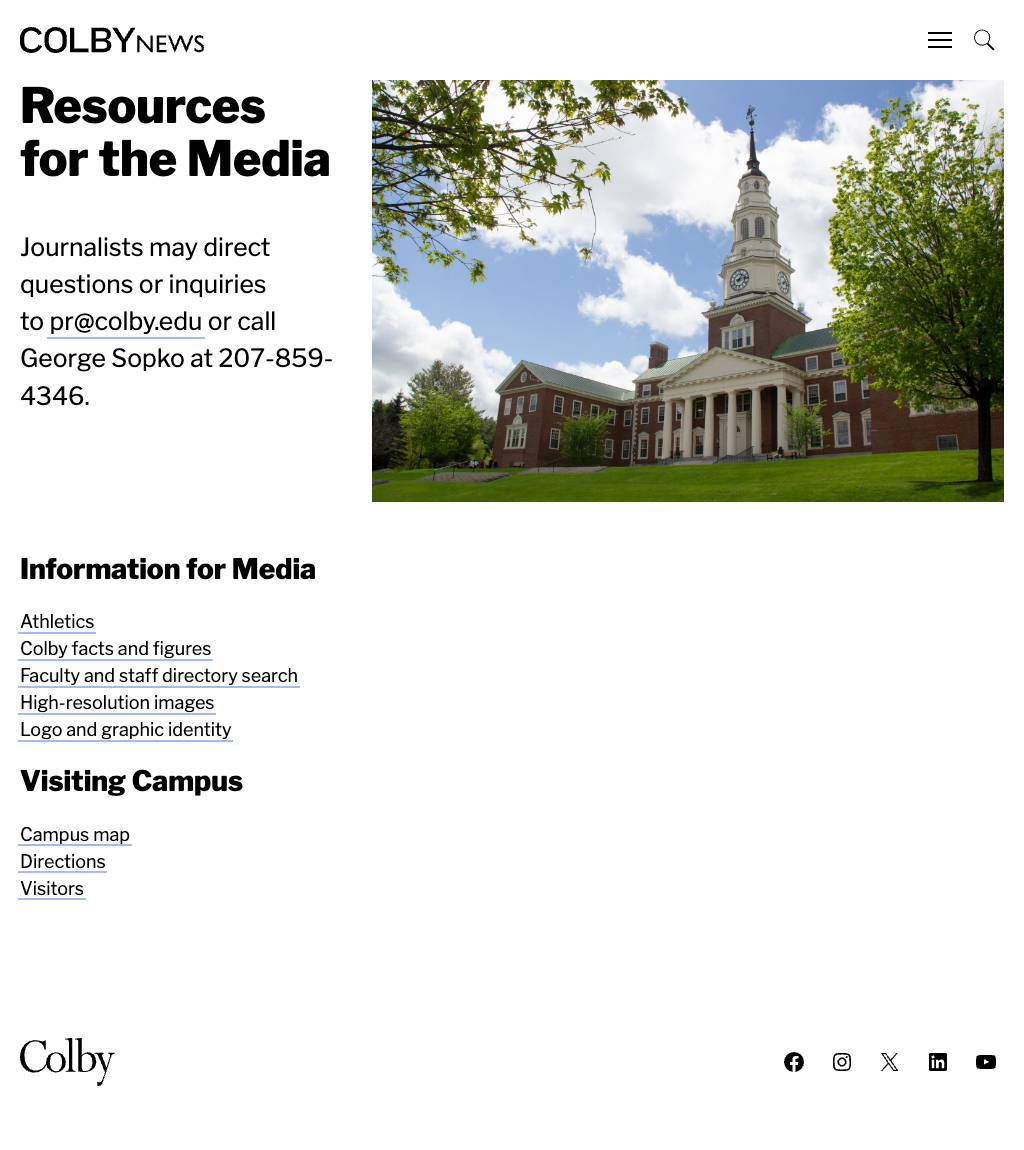 COLBY NEWS
Resources
for the Media
Journalists may direct
questions or inquiries
to pr@colby.edu or call
George Sopko at 207-859-
4346.
Information for Media
Athletics
Colby facts and figures
Faculty and staff directory search
High-resolution images
Logo and graphic identity
Visiting Campus
Campus map
Directions
Visitors
Colby